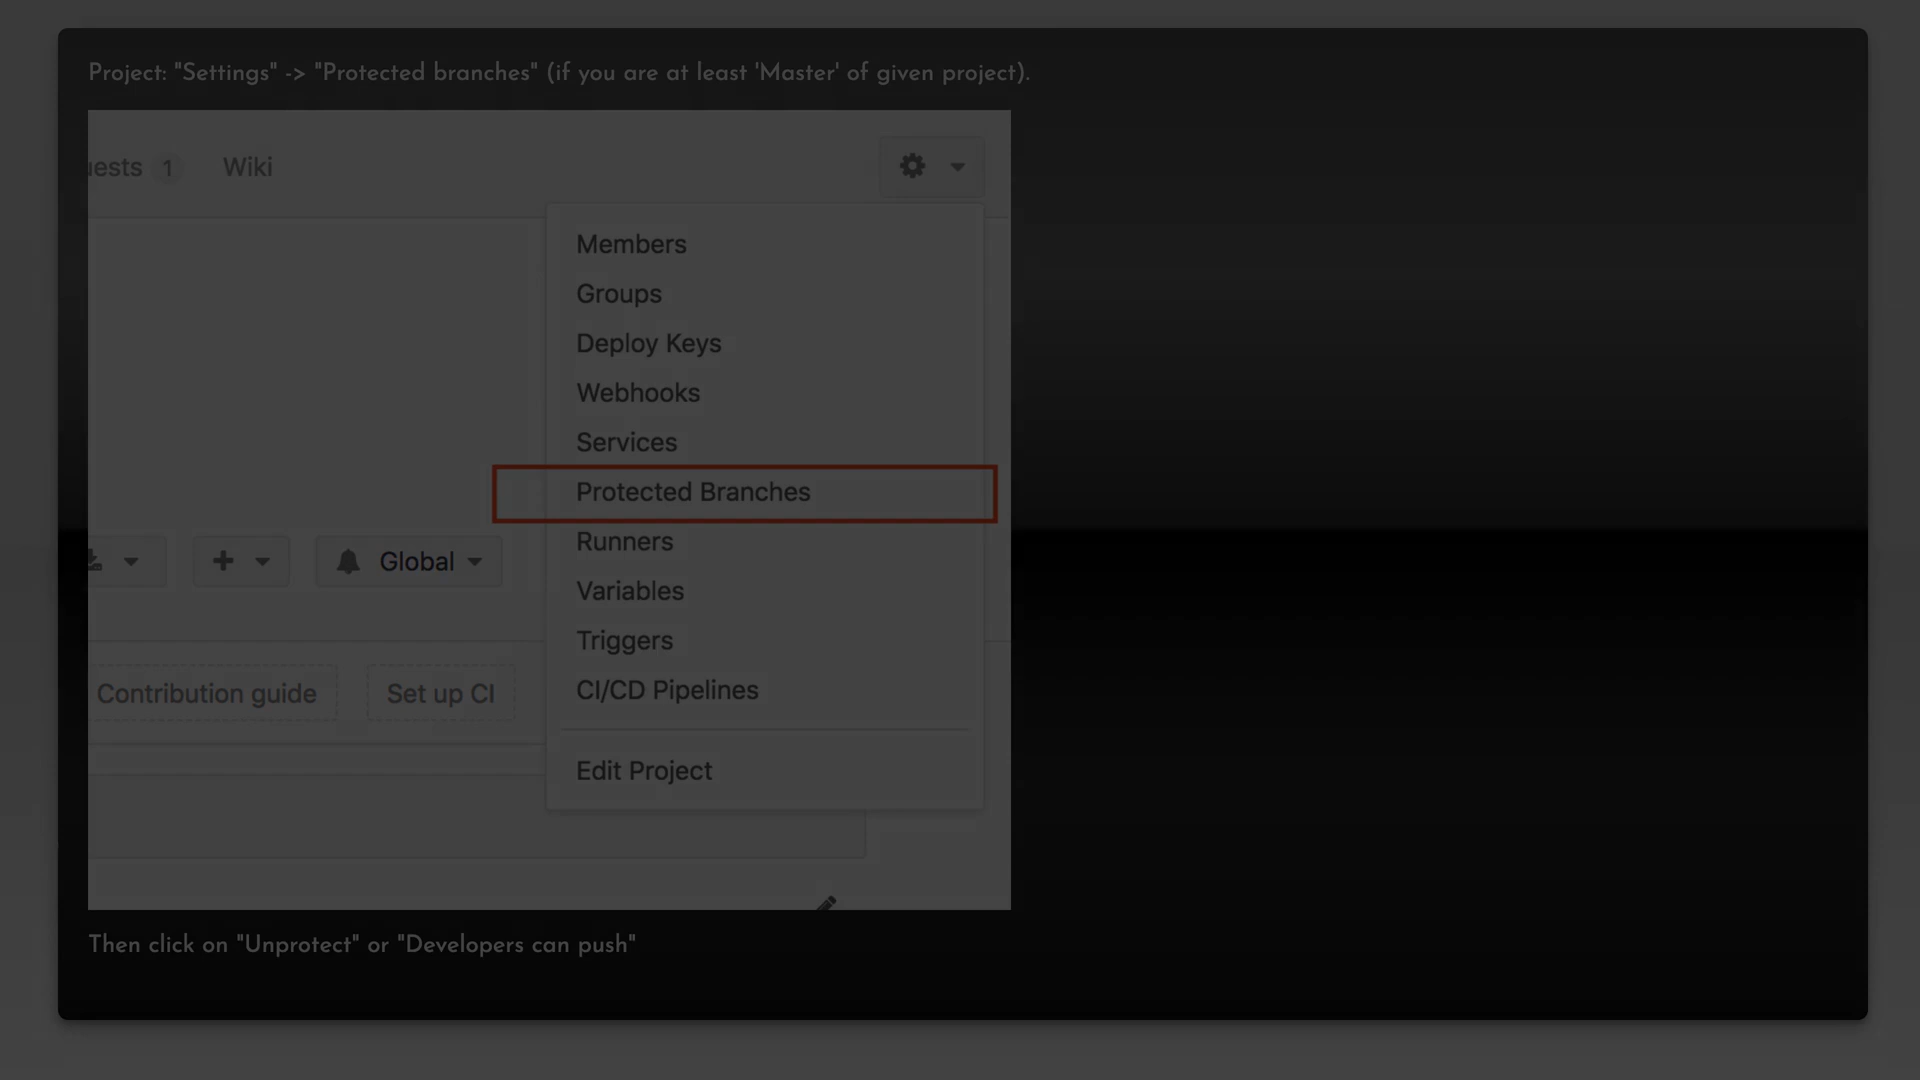 Project: "Settings" -> "Protected branches" (if you are at least 'Master' of given project).
uests 1 Wiki
Members
Groups
Deploy Keys
Webhooks
Services
Protected Branches
Runners
Global
Variables
Triggers
Contribution guide Set up CI
CI/CD Pipelines
Edit Project
Then click on "Unprotect" or "Developers can push"